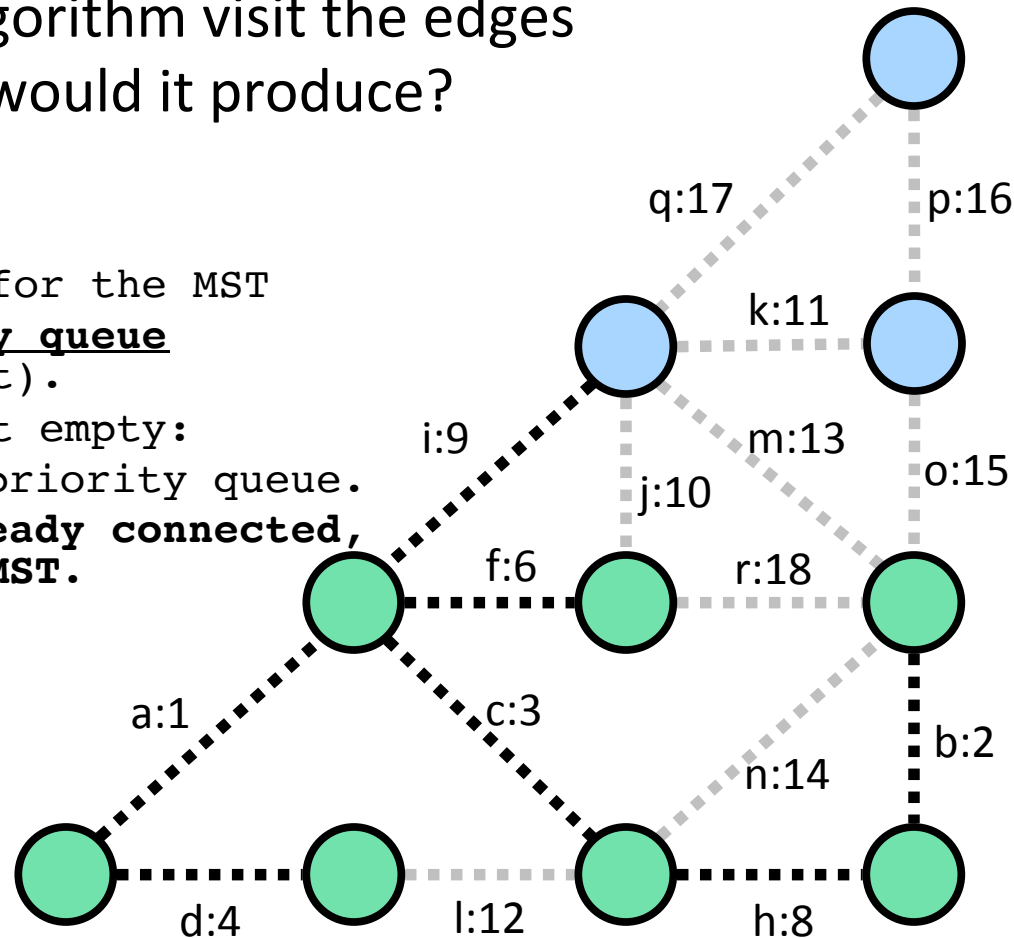 gorithm visit the edges
would it produce?
for the MST
y queue
t).
t empty:
priority queue.
eady connected,
MST.
q:17
p:16
k:11
i:9
m:13
j:10
o:15
f:6
r:18
a:1
c:3
n:14
b:2
d:4
l:12
h:8